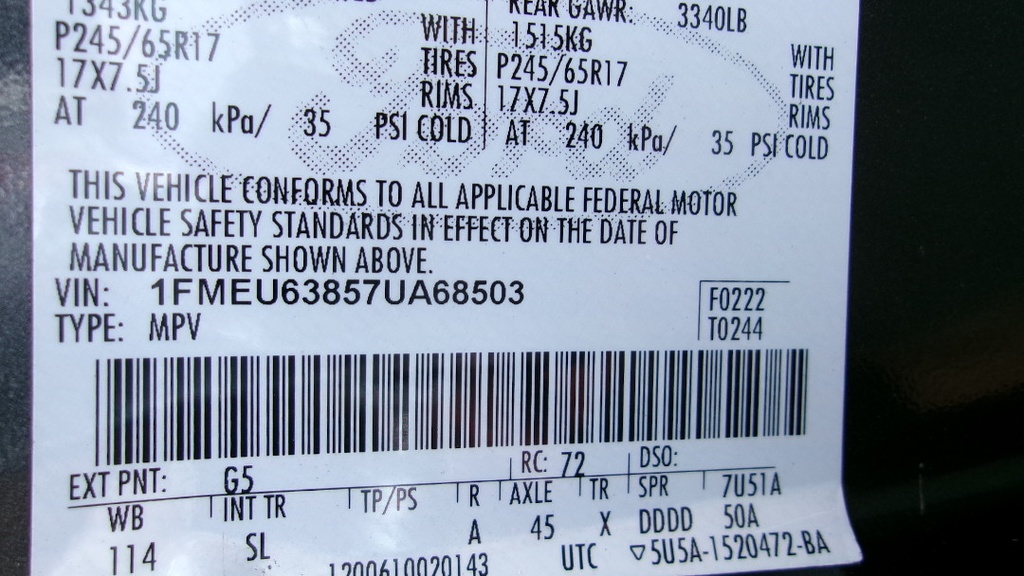 1343KG REAR GAWR: 3340LB
P245/65R17 WITH 1515KG WITH
17X7.5J TIRES P245/65R17 TIRES
RIMS 17X7.5J RIMS
AT 240 kPa/ 35 PSI COLD AT 240 kPa/ 35 PSI COLD
THIS VEHICLE CONFORMS TO ALL APPLICABLE FEDERAL MOTOR
VEHICLE SAFETY STANDARDS IN EFFECT ON THE DATE OF
MANUFACTURE SHOWN ABOVE.
VIN: 1FMEU63857UA68503 F0222
TYPE: MPV T0244
EXT PNT: G5 RC: 72 DSO:
WB INT TR TP/PS R AXLE TR SPR 7U51A
114 SL A 45 X DDDD 50A
1200610020143 UTC ▽5U5A-1520472-BA